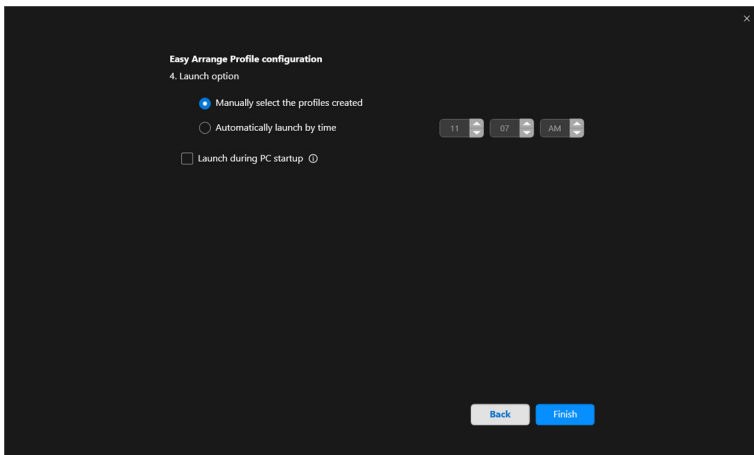 Easy Arrange Profile configuration
4. Launch option
Manually select the profiles created
Automatically launch by time 11 07 AM
Launch during PC startup
Back Finish